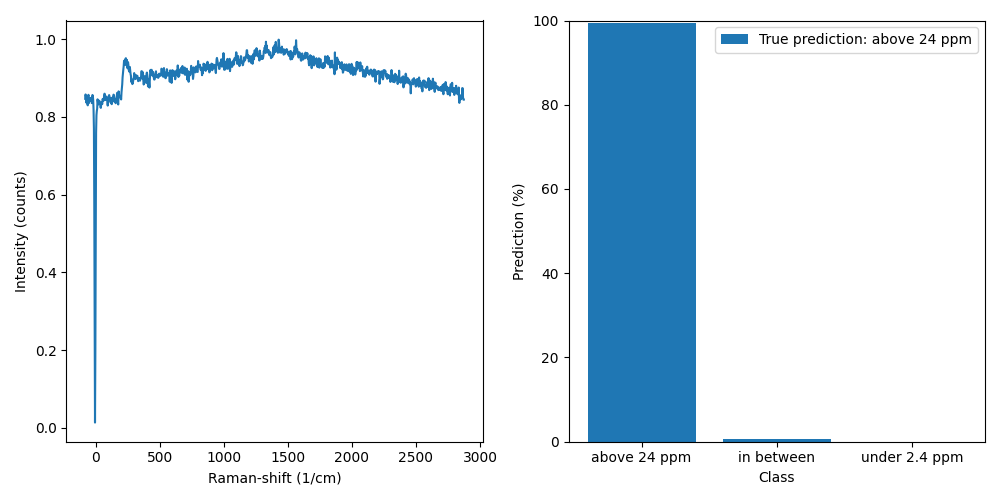 1.0
0.8
0.6
0.4
0.2
0.0
Intensity (counts)
0
500
1000
1500
2000
2500
3000
Raman-shift (1/cm)
100
80
60
40
20
0
Prediction (%)
True prediction: above 24 ppm
above 24 ppm
in between
under 2.4 ppm
Class